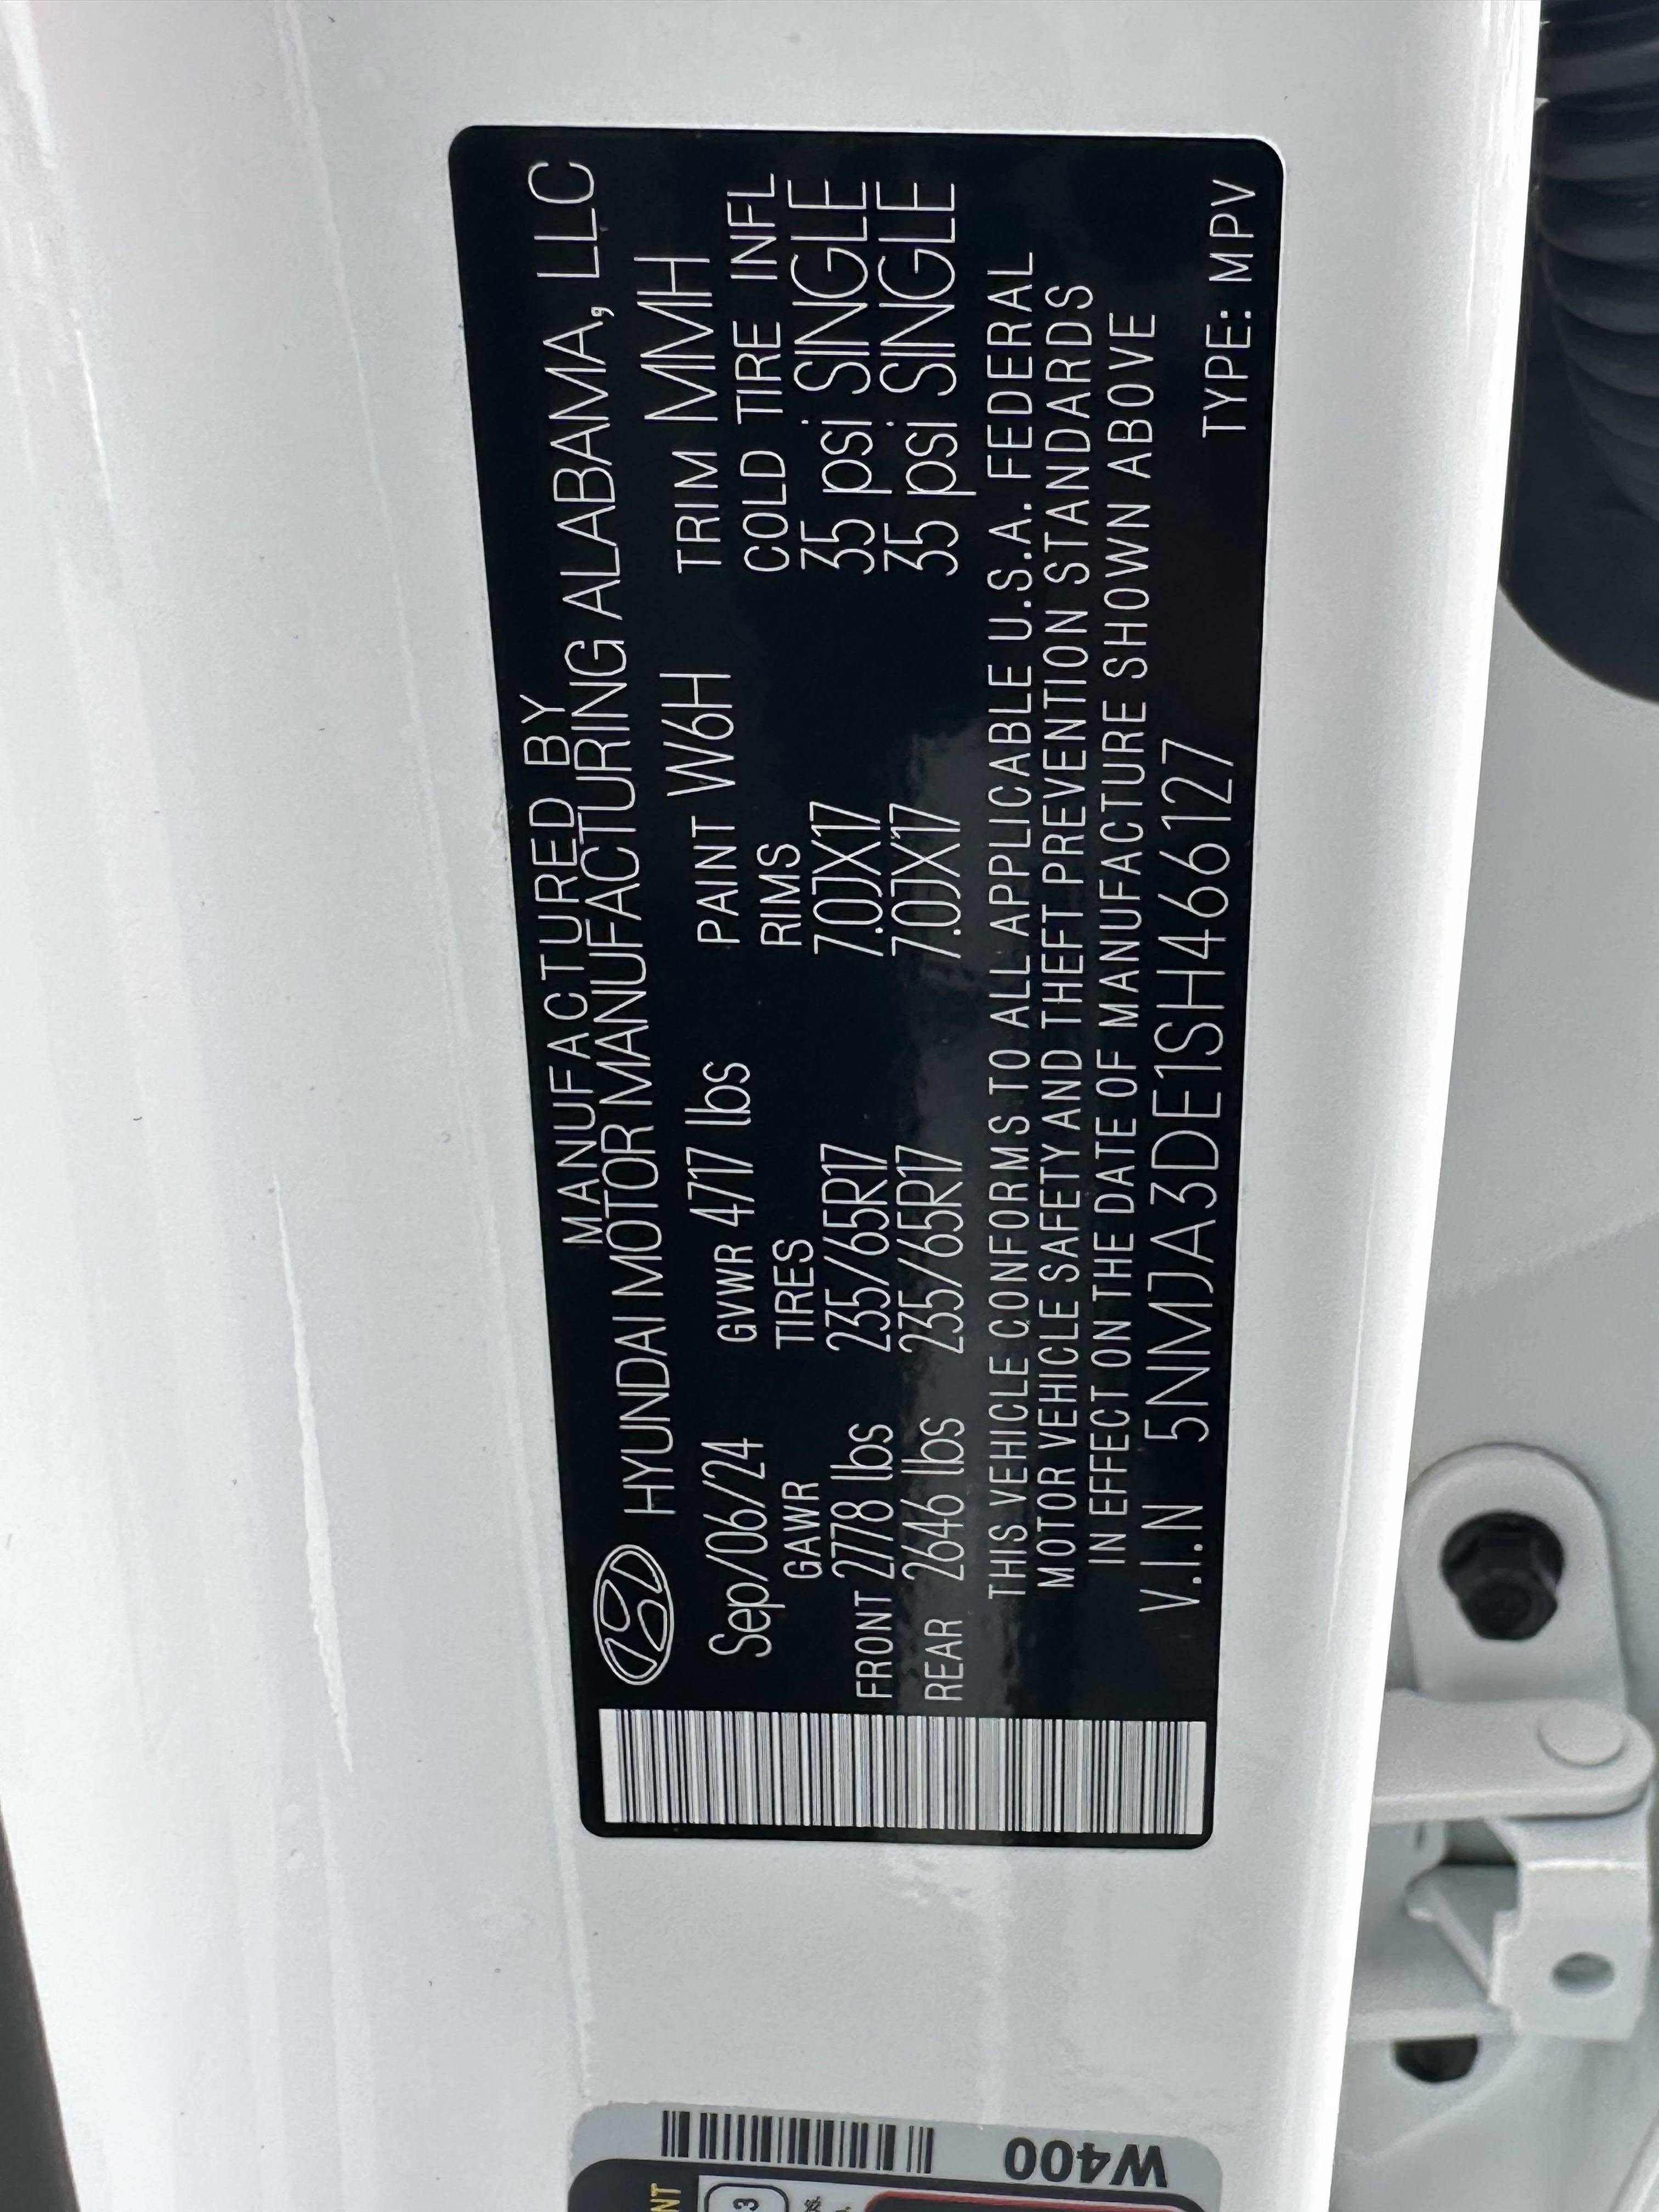 MANUFACTURED BY
HYUNDAI MOTOR MANUFACTURING ALABAMA, LLC
Sep/06/24 GVWR 4717 lbs PAINT W6H TRIM MMH
GAWR TIRES RIMS COLD TIRE INFL
FRONT 2778 lbs 235/65R17 7.0JX17 35 psi SINGLE
REAR 2646 lbs 235/65R17 7.0JX17 35 psi SINGLE
THIS VEHICLE CONFORMS TO ALL APPLICABLE U.S.A. FEDERAL
MOTOR VEHICLE SAFETY AND THEFT PREVENTION STANDARDS
IN EFFECT ON THE DATE OF MANUFACTURE SHOWN ABOVE
V.I.N 5NMJA3DE1SH466127
TYPE: MPV
W400
NT
3